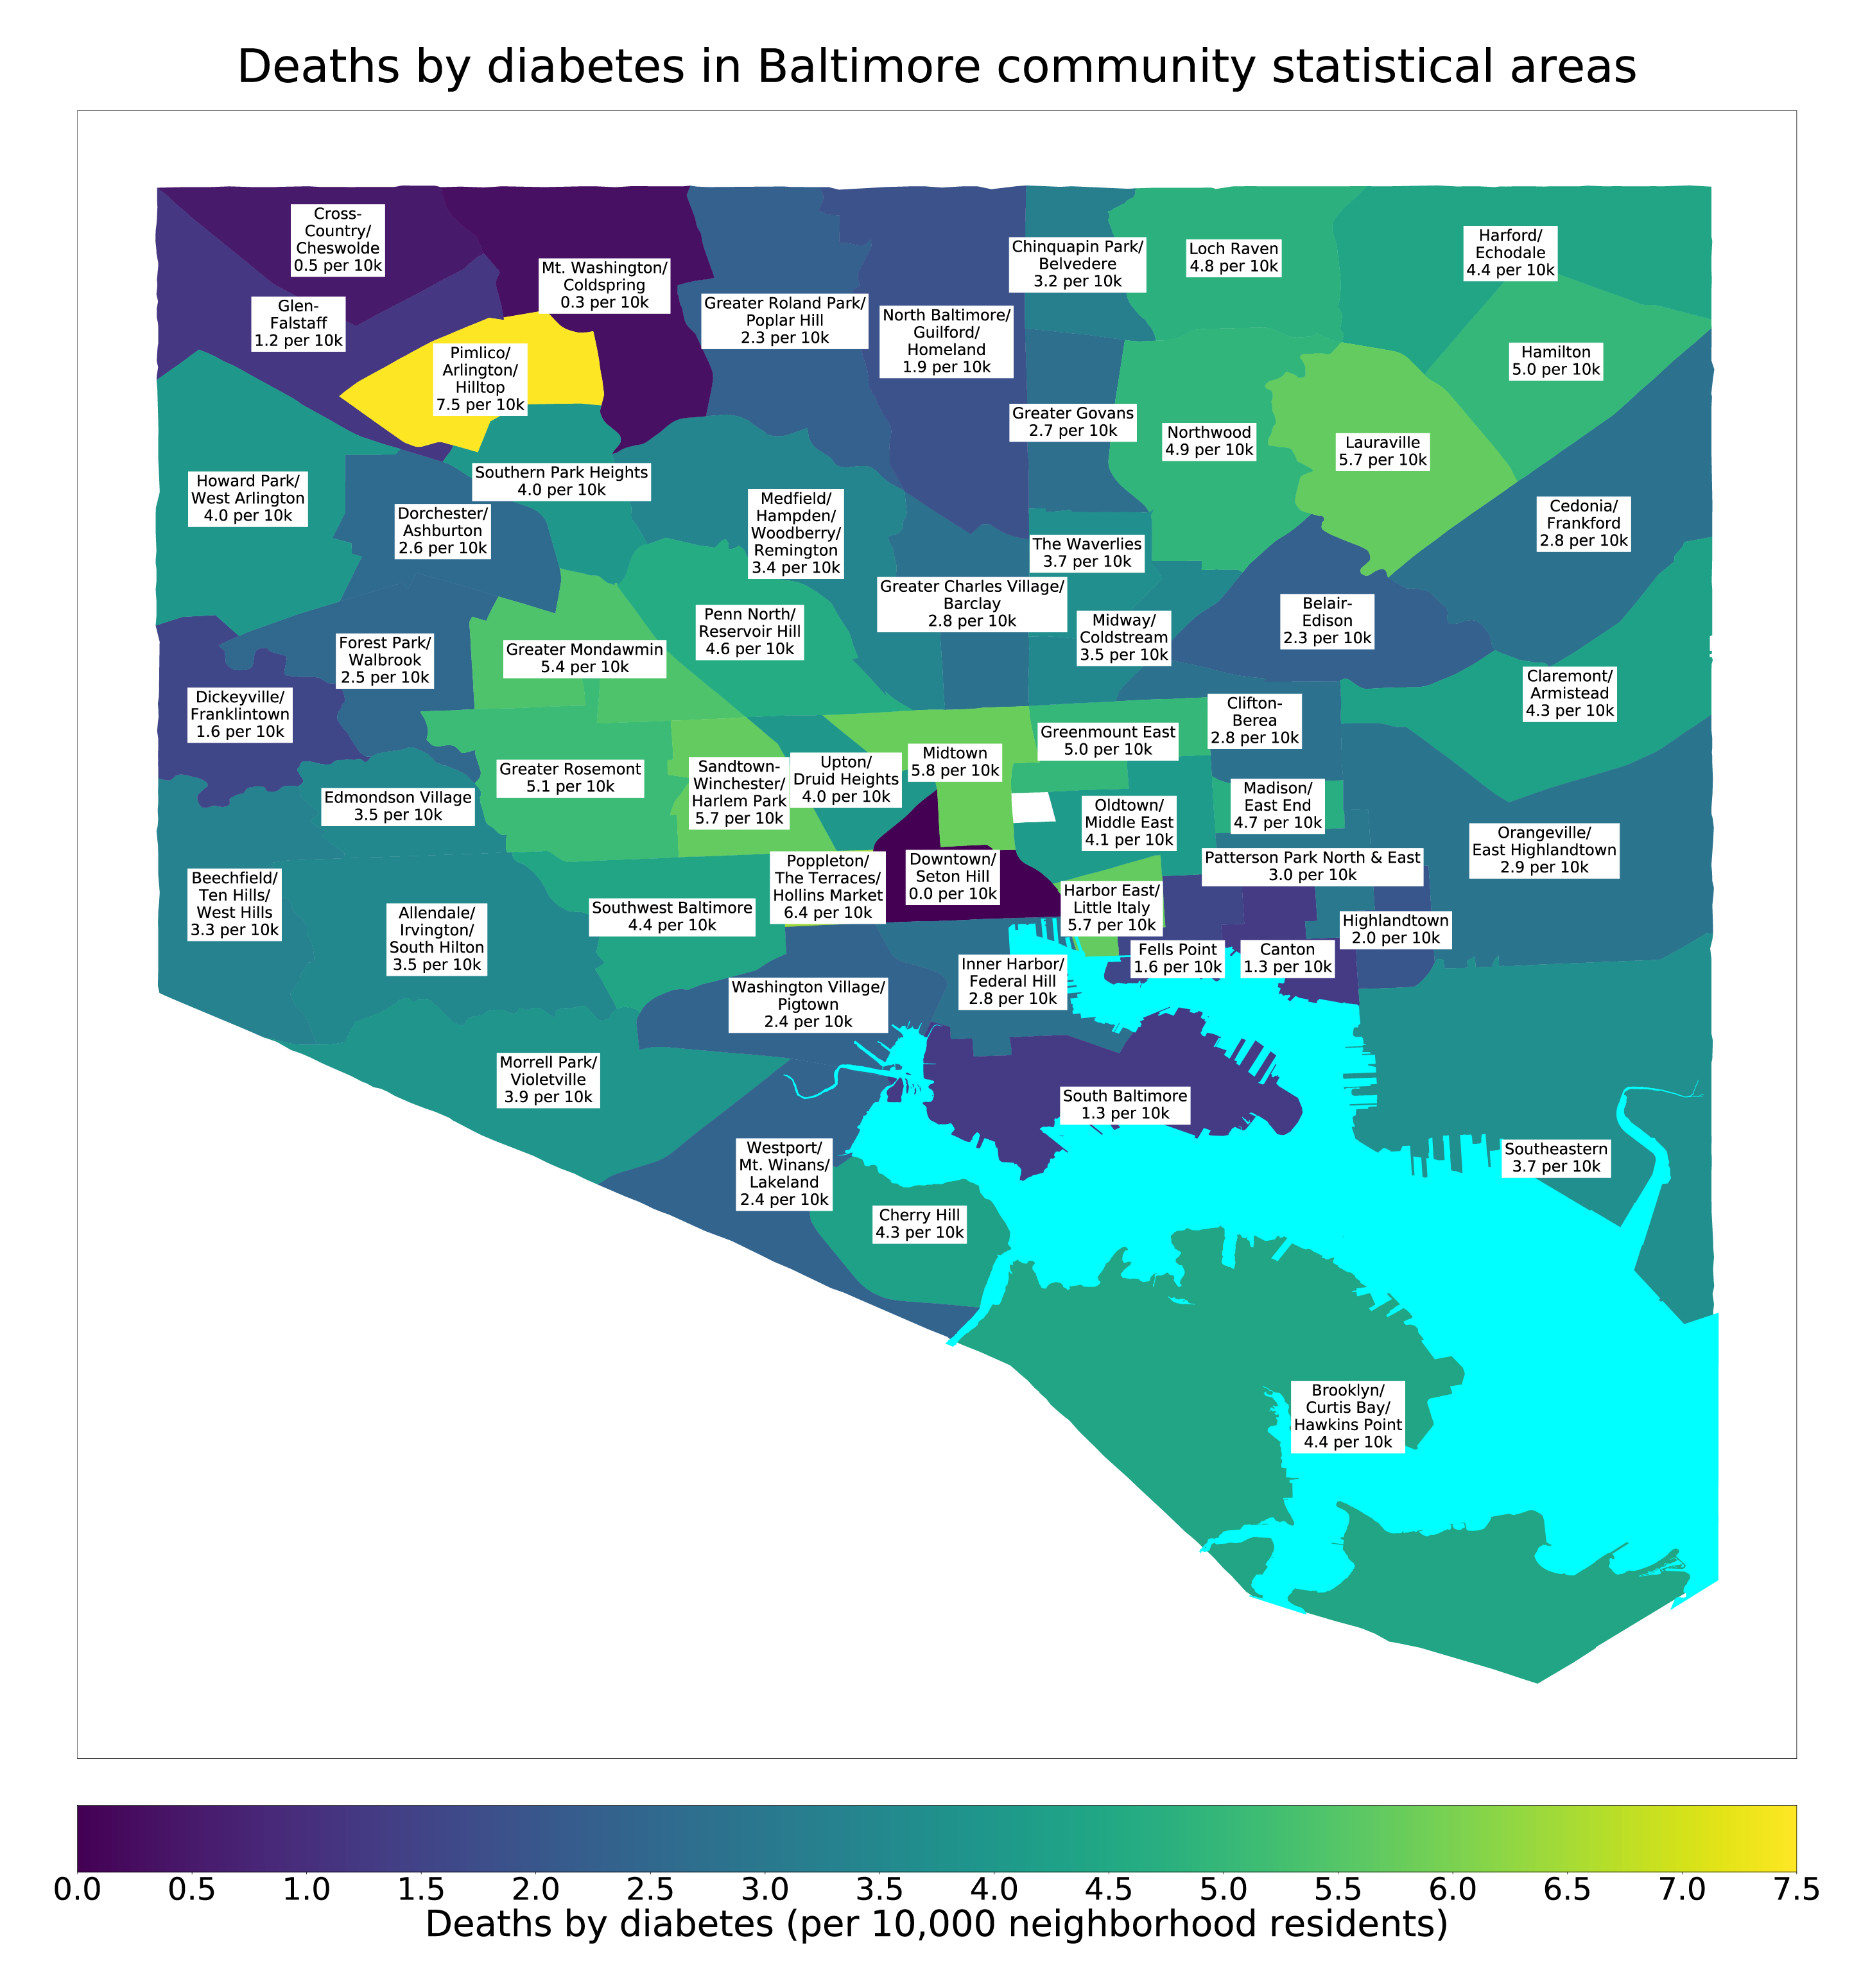 Deaths by diabetes in Baltimore community statistical areas
Cross-
Country/
Cheswolde
0.5 per 10k
Mt. Washington/
Coldspring
0.3 per 10k
Glen-
Falstaff
1.2 per 10k
Pimlico/
Arlington/
Hilltop
7.5 per 10k
Greater Roland Park/
Poplar Hill
2.3 per 10k
North Baltimore/
Guilford/
Homeland
1.9 per 10k
Chinquapin Park/
Belvedere
3.2 per 10k
Loch Raven
4.8 per 10k
Harford/
Echodale
4.4 per 10k
Hamilton
5.0 per 10k
Greater Govans
2.7 per 10k
Northwood
4.9 per 10k
Lauraville
5.7 per 10k
Howard Park/
West Arlington
4.0 per 10k
Southern Park Heights
4.0 per 10k
Dorchester/
Ashburton
2.6 per 10k
Medfield/
Hampden/
Woodberry/
Remington
3.4 per 10k
The Waverlies
3.7 per 10k
Cedonia/
Frankford
2.8 per 10k
Greater Charles Village/
Barclay
2.8 per 10k
Midway/
Coldstream
3.5 per 10k
Belair-
Edison
2.3 per 10k
Penn North/
Reservoir Hill
4.6 per 10k
Forest Park/
Walbrook
2.5 per 10k
Greater Mondawmin
5.4 per 10k
Dickeyville/
Franklintown
1.6 per 10k
Claremont/
Armistead
4.3 per 10k
Clifton-
Berea
2.8 per 10k
Greenmount East
5.0 per 10k
Midtown
5.8 per 10k
Upton/
Druid Heights
4.0 per 10k
Sandtown-
Winchester/
Harlem Park
5.7 per 10k
Greater Rosemont
5.1 per 10k
Edmondson Village
3.5 per 10k
Madison/
East End
4.7 per 10k
Oldtown/
Middle East
4.1 per 10k
Orangeville/
East Highlandtown
2.9 per 10k
Patterson Park North & East
3.0 per 10k
Poppleton/
The Terraces/
Hollins Market
6.4 per 10k
Downtown/
Seton Hill
0.0 per 10k
Harbor East/
Little Italy
5.7 per 10k
Beechfield/
Ten Hills/
West Hills
3.3 per 10k
Allendale/
Irvington/
South Hilton
3.5 per 10k
Southwest Baltimore
4.4 per 10k
Highlandtown
2.0 per 10k
Fells Point
1.6 per 10k
Canton
1.3 per 10k
Inner Harbor/
Federal Hill
2.8 per 10k
Washington Village/
Pigtown
2.4 per 10k
Morrell Park/
Violetville
3.9 per 10k
South Baltimore
1.3 per 10k
Westport/
Mt. Winans/
Lakeland
2.4 per 10k
Southeastern
3.7 per 10k
Cherry Hill
4.3 per 10k
Brooklyn/
Curtis Bay/
Hawkins Point
4.4 per 10k
0.0 0.5 1.0 1.5 2.0 2.5 3.0 3.5 4.0 4.5 5.0 5.5 6.0 6.5 7.0 7.5
Deaths by diabetes (per 10,000 neighborhood residents)